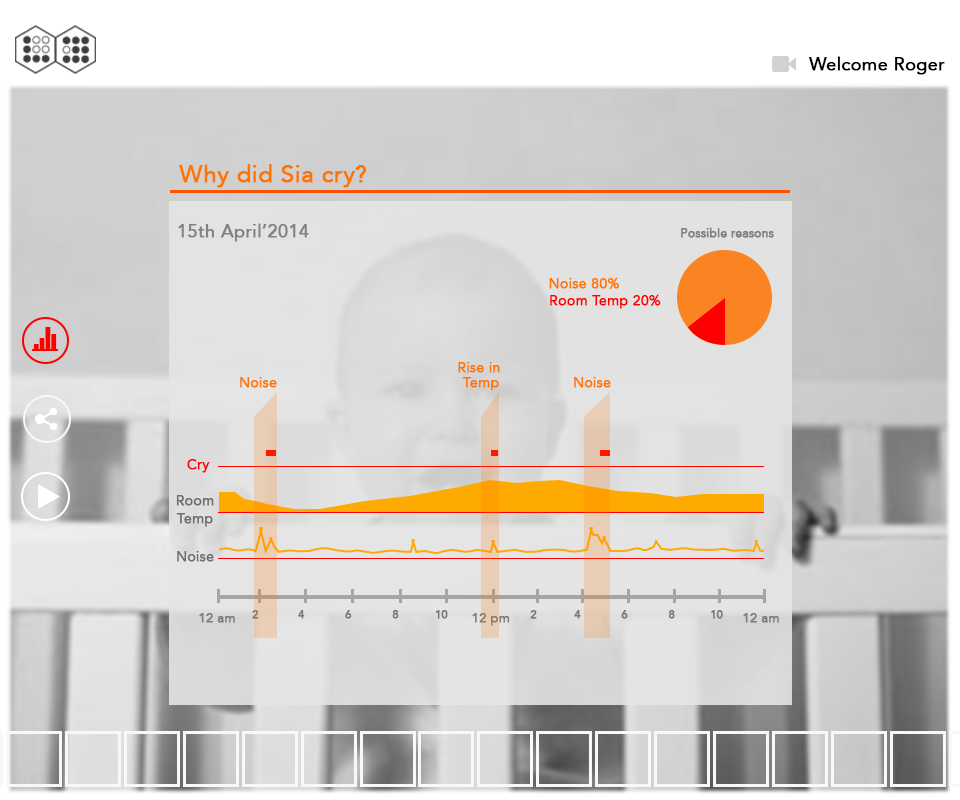 Welcome Roger
Why did Sia cry?
15th April'2014
Possible reasons
Noise 80%
Room Temp 20%
Noise
Rise in
Temp
Noise
Cry
Room
Temp
Noise
12 am 2 4 6 8 10 12 pm 2 4 6 8 10 12 am